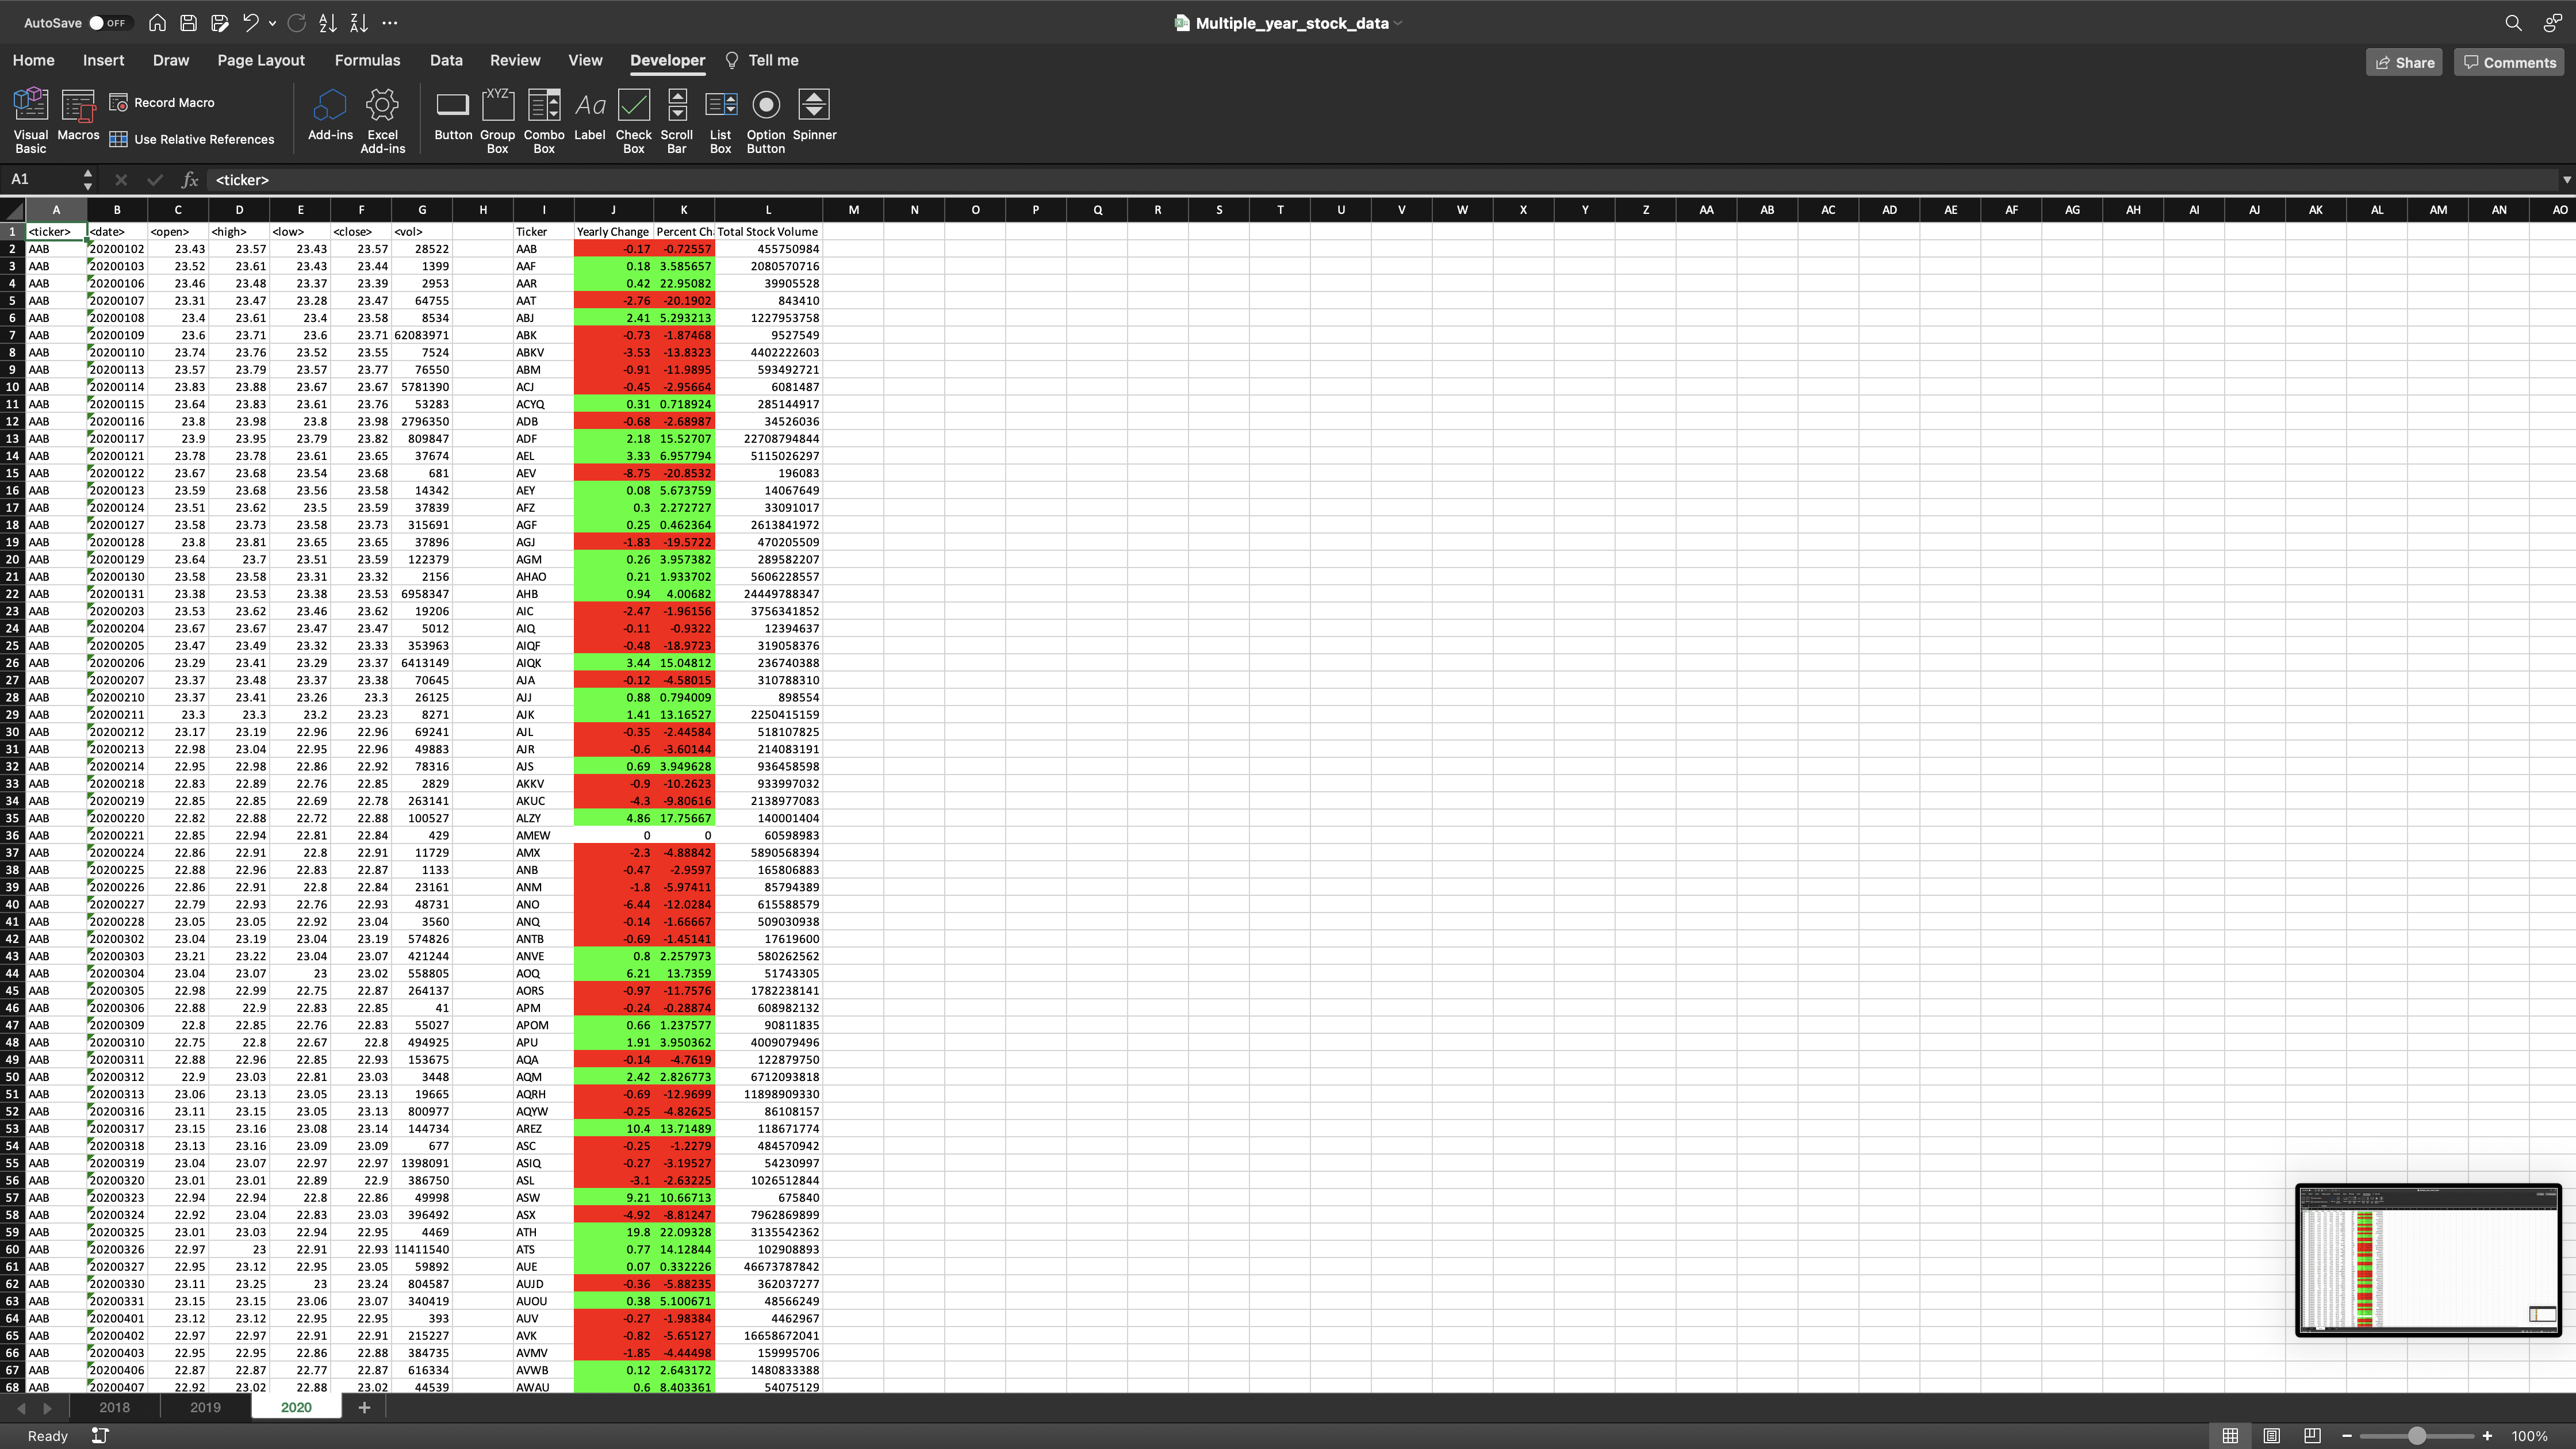 AutoSave OFF Multiple_year_stock_data
Home Insert Draw Page Layout Formulas Data Review View Developer Tell me Share Comments
Visual Basic Macros Record Macro Use Relative References Add-ins Excel Add-ins Button Group Box Combo Box Label Check Box Scroll Bar List Box Option Button Spinner
A1 fx <ticker>
A B C D E F G H I J K L M N O P Q R S T U V W X Y Z AA AB AC AD AE AF AG AH AI AJ AK AL AM AN AO
1 <ticker> <date> <open> <high> <low> <close> <vol> Ticker Yearly Change Percent Ch Total Stock Volume
2 AAB 20200102 23.43 23.57 23.43 23.57 28522 AAB -0.17 -0.72557 455750984
3 AAB 20200103 23.52 23.61 23.43 23.44 1399 AAF 0.18 3.585657 2080570716
4 AAB 20200106 23.46 23.48 23.37 23.39 2953 AAR 0.42 22.95082 39905528
5 AAB 20200107 23.31 23.47 23.28 23.47 64755 AAT -2.76 -20.1902 843410
6 AAB 20200108 23.4 23.61 23.4 23.58 8534 ABJ 2.41 5.293213 1227953758
7 AAB 20200109 23.6 23.71 23.6 23.71 62083971 ABK -0.73 -1.87468 9527549
8 AAB 20200110 23.74 23.76 23.52 23.55 7524 ABKV -3.53 -13.8323 4402222603
9 AAB 20200113 23.57 23.79 23.57 23.77 76550 ABM -0.91 -11.9895 593492721
10 AAB 20200114 23.83 23.88 23.67 23.67 5781390 ACJ -0.45 -2.95664 6081487
11 AAB 20200115 23.64 23.83 23.61 23.76 53283 ACYQ 0.31 0.718924 285144917
12 AAB 20200116 23.8 23.98 23.8 23.98 2796350 ADB -0.68 -2.68987 34526036
13 AAB 20200117 23.9 23.95 23.79 23.82 809847 ADF 2.18 15.52707 22708794844
14 AAB 20200121 23.78 23.78 23.61 23.65 37674 AEL 3.33 6.957794 5115026297
15 AAB 20200122 23.67 23.68 23.54 23.68 681 AEV -8.75 -20.8532 196083
16 AAB 20200123 23.59 23.68 23.56 23.58 14342 AEY 0.08 5.673759 14067649
17 AAB 20200124 23.51 23.62 23.5 23.59 37839 AFZ 0.3 2.272727 33091017
18 AAB 20200127 23.58 23.73 23.58 23.73 315691 AGF 0.25 0.462364 2613841972
19 AAB 20200128 23.8 23.81 23.65 23.65 37896 AGJ -1.83 -19.5722 470205509
20 AAB 20200129 23.64 23.7 23.51 23.59 122379 AGM 0.26 3.957382 289582207
21 AAB 20200130 23.58 23.58 23.31 23.32 2156 AHAO 0.21 1.933702 5606228557
22 AAB 20200131 23.38 23.53 23.38 23.53 6958347 AHB 0.94 4.00682 24449788347
23 AAB 20200203 23.53 23.62 23.46 23.62 19206 AIC -2.47 -1.96156 3756341852
24 AAB 20200204 23.67 23.67 23.47 23.47 5012 AIQ -0.11 -0.9322 12394637
25 AAB 20200205 23.47 23.49 23.32 23.33 353963 AIQF -0.48 -18.9723 319058376
26 AAB 20200206 23.29 23.41 23.29 23.37 6413149 AIQK 3.44 15.04812 236740388
27 AAB 20200207 23.37 23.48 23.37 23.38 70645 AJA -0.12 -4.58015 310788310
28 AAB 20200210 23.37 23.41 23.26 23.3 26125 AJJ 0.88 0.794009 898554
29 AAB 20200211 23.3 23.3 23.2 23.23 8271 AJK 1.41 13.16527 2250415159
30 AAB 20200212 23.17 23.19 22.96 22.96 69241 AJL -0.35 -2.44584 518107825
31 AAB 20200213 22.98 23.04 22.95 22.96 49883 AJR -0.6 -3.60144 214083191
32 AAB 20200214 22.95 22.98 22.86 22.92 78316 AJS 0.69 3.949628 936458598
33 AAB 20200218 22.83 22.89 22.76 22.85 2829 AKKV -0.9 -10.2623 933997032
34 AAB 20200219 22.85 22.85 22.69 22.78 263141 AKUC -4.3 -9.80616 2138977083
35 AAB 20200220 22.82 22.88 22.72 22.88 100527 ALZY 4.86 17.75667 140001404
36 AAB 20200221 22.85 22.94 22.81 22.84 429 AMEW 0 0 60598983
37 AAB 20200224 22.86 22.91 22.8 22.91 11729 AMX -2.3 -4.88842 5890568394
38 AAB 20200225 22.88 22.96 22.83 22.87 1133 ANB -0.47 -2.9597 165806883
39 AAB 20200226 22.86 22.91 22.8 22.84 23161 ANM -1.8 -5.97411 85794389
40 AAB 20200227 22.79 22.93 22.76 22.93 48731 ANO -6.44 -12.0284 615588579
41 AAB 20200228 23.05 23.05 22.92 23.04 3560 ANQ -0.14 -1.66667 509030938
42 AAB 20200302 23.04 23.19 23.04 23.19 574826 ANTB -0.69 -1.45141 17619600
43 AAB 20200303 23.21 23.22 23.04 23.07 421244 ANVE 0.8 2.257973 580262562
44 AAB 20200304 23.04 23.07 23 23.02 558805 AOQ 6.21 13.7359 51743305
45 AAB 20200305 22.98 22.99 22.75 22.87 264137 AORS -0.97 -11.7576 1782238141
46 AAB 20200306 22.88 22.9 22.83 22.85 41 APM -0.24 -0.28874 608982132
47 AAB 20200309 22.8 22.85 22.76 22.83 55027 APOM 0.66 1.237577 90811835
48 AAB 20200310 22.75 22.8 22.67 22.8 494925 APU 1.91 3.950362 4009079496
49 AAB 20200311 22.88 22.96 22.85 22.93 153675 AQA -0.14 -4.7619 122879750
50 AAB 20200312 22.9 23.03 22.81 23.03 3448 AQM 2.42 2.826773 6712093818
51 AAB 20200313 23.06 23.13 23.05 23.13 19665 AQRH -0.69 -12.9699 11898909330
52 AAB 20200316 23.11 23.15 23.05 23.13 800977 AQYW -0.25 -4.82625 86108157
53 AAB 20200317 23.15 23.16 23.08 23.14 144734 AREZ 10.4 13.71489 118671774
54 AAB 20200318 23.13 23.16 23.09 23.09 677 ASC -0.25 -1.2279 484570942
55 AAB 20200319 23.04 23.07 22.97 22.97 1398091 ASIQ -0.27 -3.19527 54230997
56 AAB 20200320 23.01 23.01 22.89 22.9 386750 ASL -3.1 -2.63225 1026512844
57 AAB 20200323 22.94 22.94 22.8 22.86 49998 ASW 9.21 10.66713 675840
58 AAB 20200324 22.92 23.04 22.83 23.03 396492 ASX -4.92 -8.81247 7962869899
59 AAB 20200325 23.01 23.03 22.94 22.95 4469 ATH 19.8 22.09328 3135542362
60 AAB 20200326 22.97 23 22.91 22.93 11411540 ATS 0.77 14.12844 102908893
61 AAB 20200327 22.95 23.12 22.95 23.05 59892 AUE 0.07 0.332226 46673787842
62 AAB 20200330 23.11 23.25 23 23.24 804587 AUJD -0.36 -5.88235 362037277
63 AAB 20200331 23.15 23.15 23.06 23.07 340419 AUOU 0.38 5.100671 48566249
64 AAB 20200401 23.12 23.12 22.95 22.95 393 AUV -0.27 -1.98384 4462967
65 AAB 20200402 22.97 22.97 22.91 22.91 215227 AVK -0.82 -5.65127 16658672041
66 AAB 20200403 22.95 22.95 22.86 22.88 384735 AVMV -1.85 -4.44498 159995706
67 AAB 20200406 22.87 22.87 22.77 22.87 616334 AVWB 0.12 2.643172 1480833388
68 AAB 20200407 22.92 23.02 22.88 23.02 44539 AWAU 0.6 8.403361 54075129
2018 2019 2020
Ready 100%